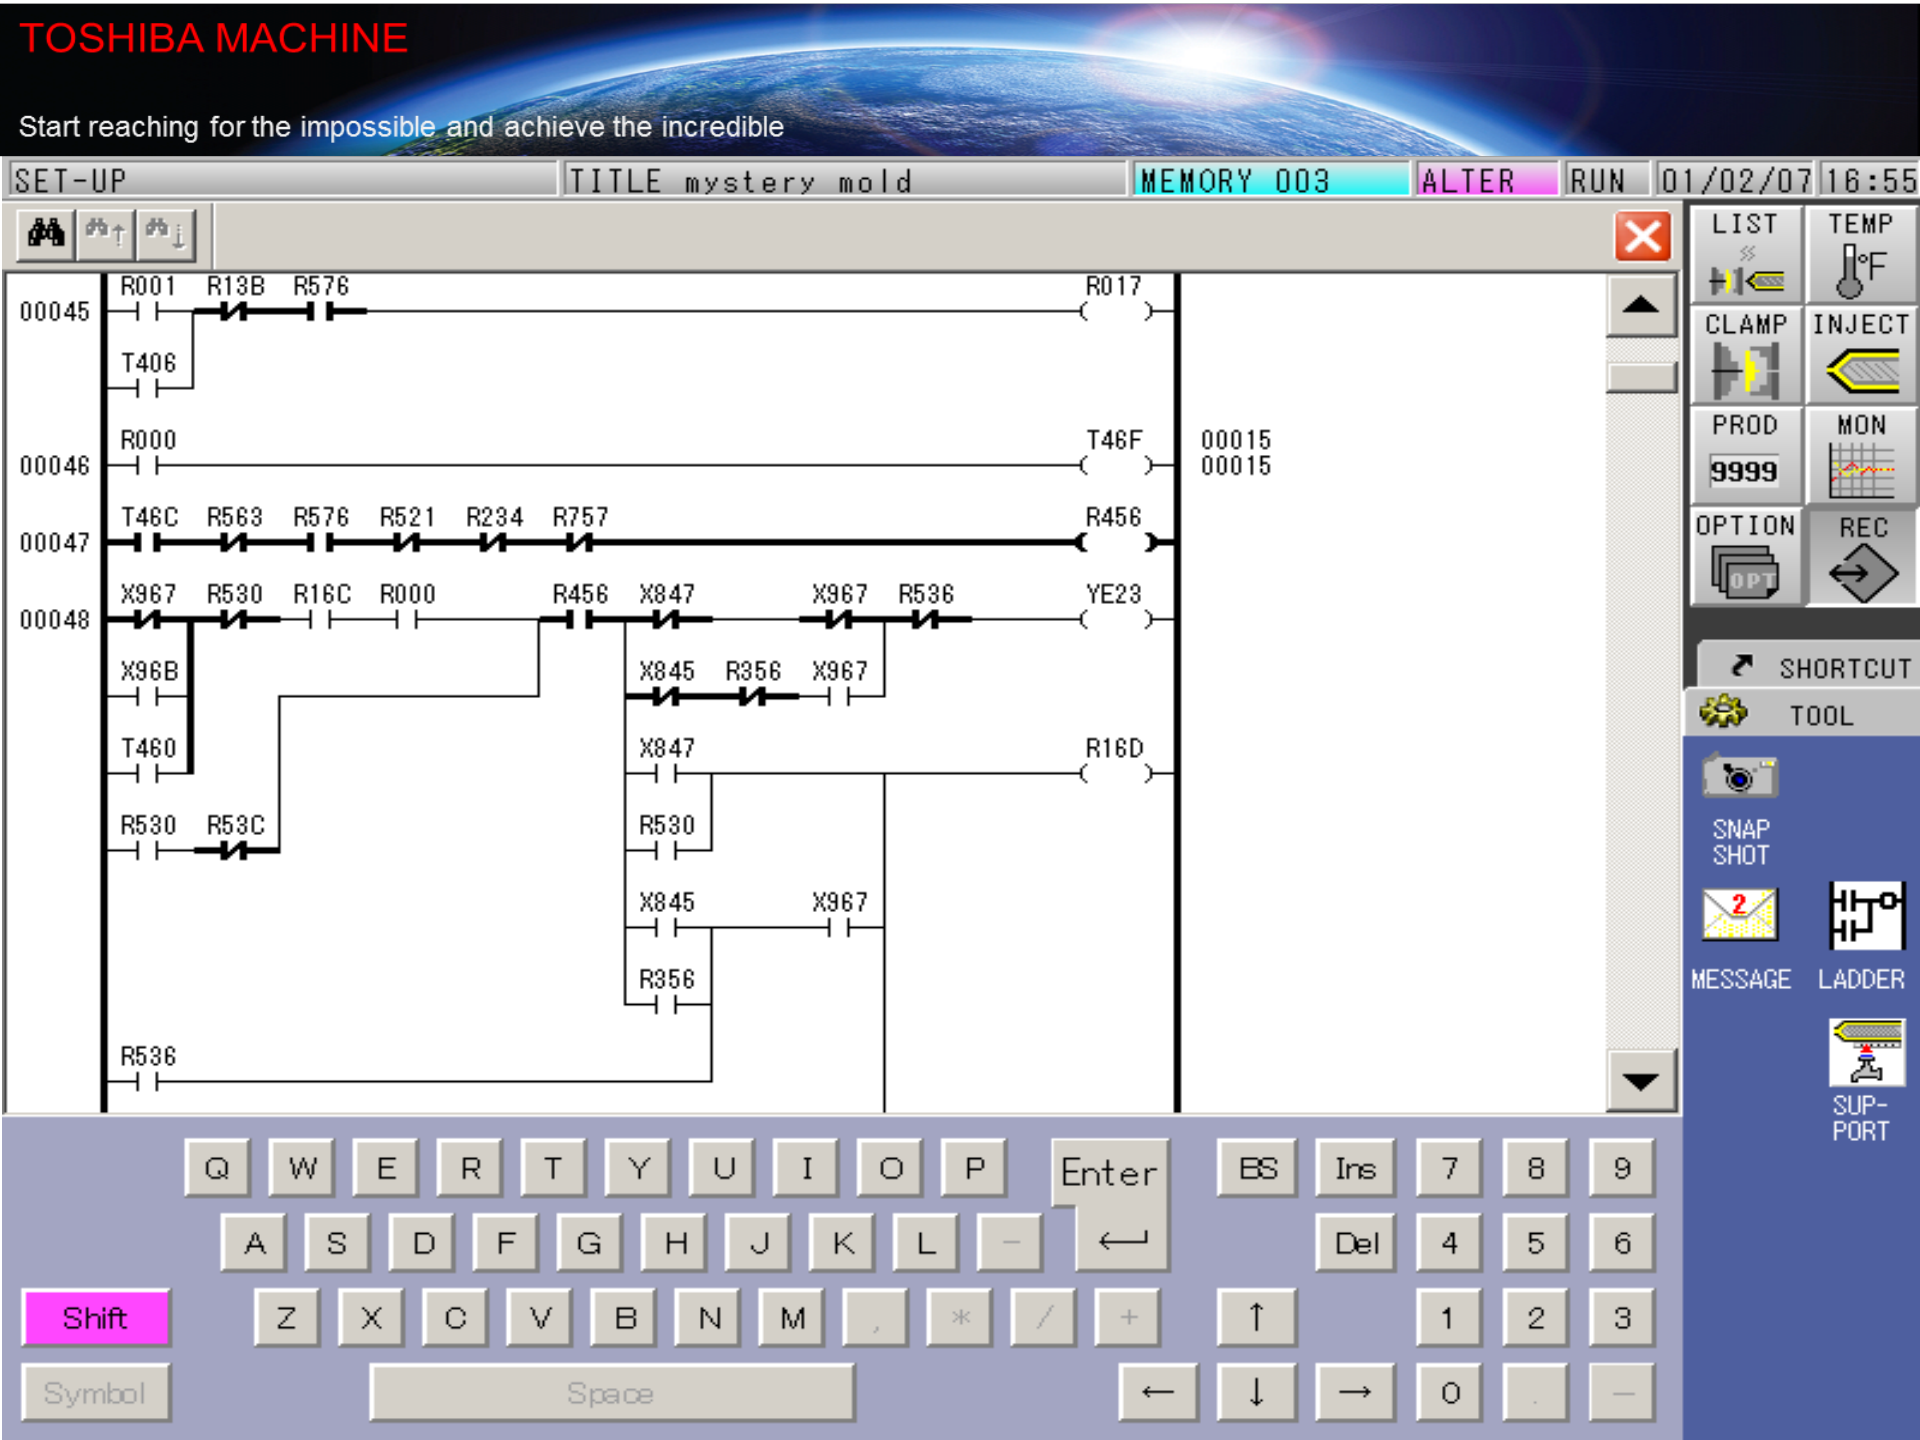 TOSHIBA MACHINE
Start reaching for the impossible and achieve the incredible
SET-UP TITLE mystery mold MEMORY 003 ALTER RUN 01/02/07 16:55
LIST TEMP
°F
CLAMP INJECT
PROD MON
9999
OPTION REC
OPT
SHORTCUT
TOOL
SNAP
SHOT
2
MESSAGE LADDER
SUP-
PORT
R001 R13B R576 R017
00045
T406
R000 T46F 00015
00046 00015
T46C R563 R576 R521 R234 R757 R456
00047
X967 R530 R16C R000 R456 X847 X967 R536 YE23
00048
X96B X845 R356 X967
T460 X847 R16D
R530 R53C R530
X845 X967
R356
R536
Q W E R T Y U I O P Enter BS Ins 7 8 9
A S D F G H J K L - ← Del 4 5 6
Shift Z X C V B N M , * / + ↑ 1 2 3
Symbol Space ← ↓ → 0 . -